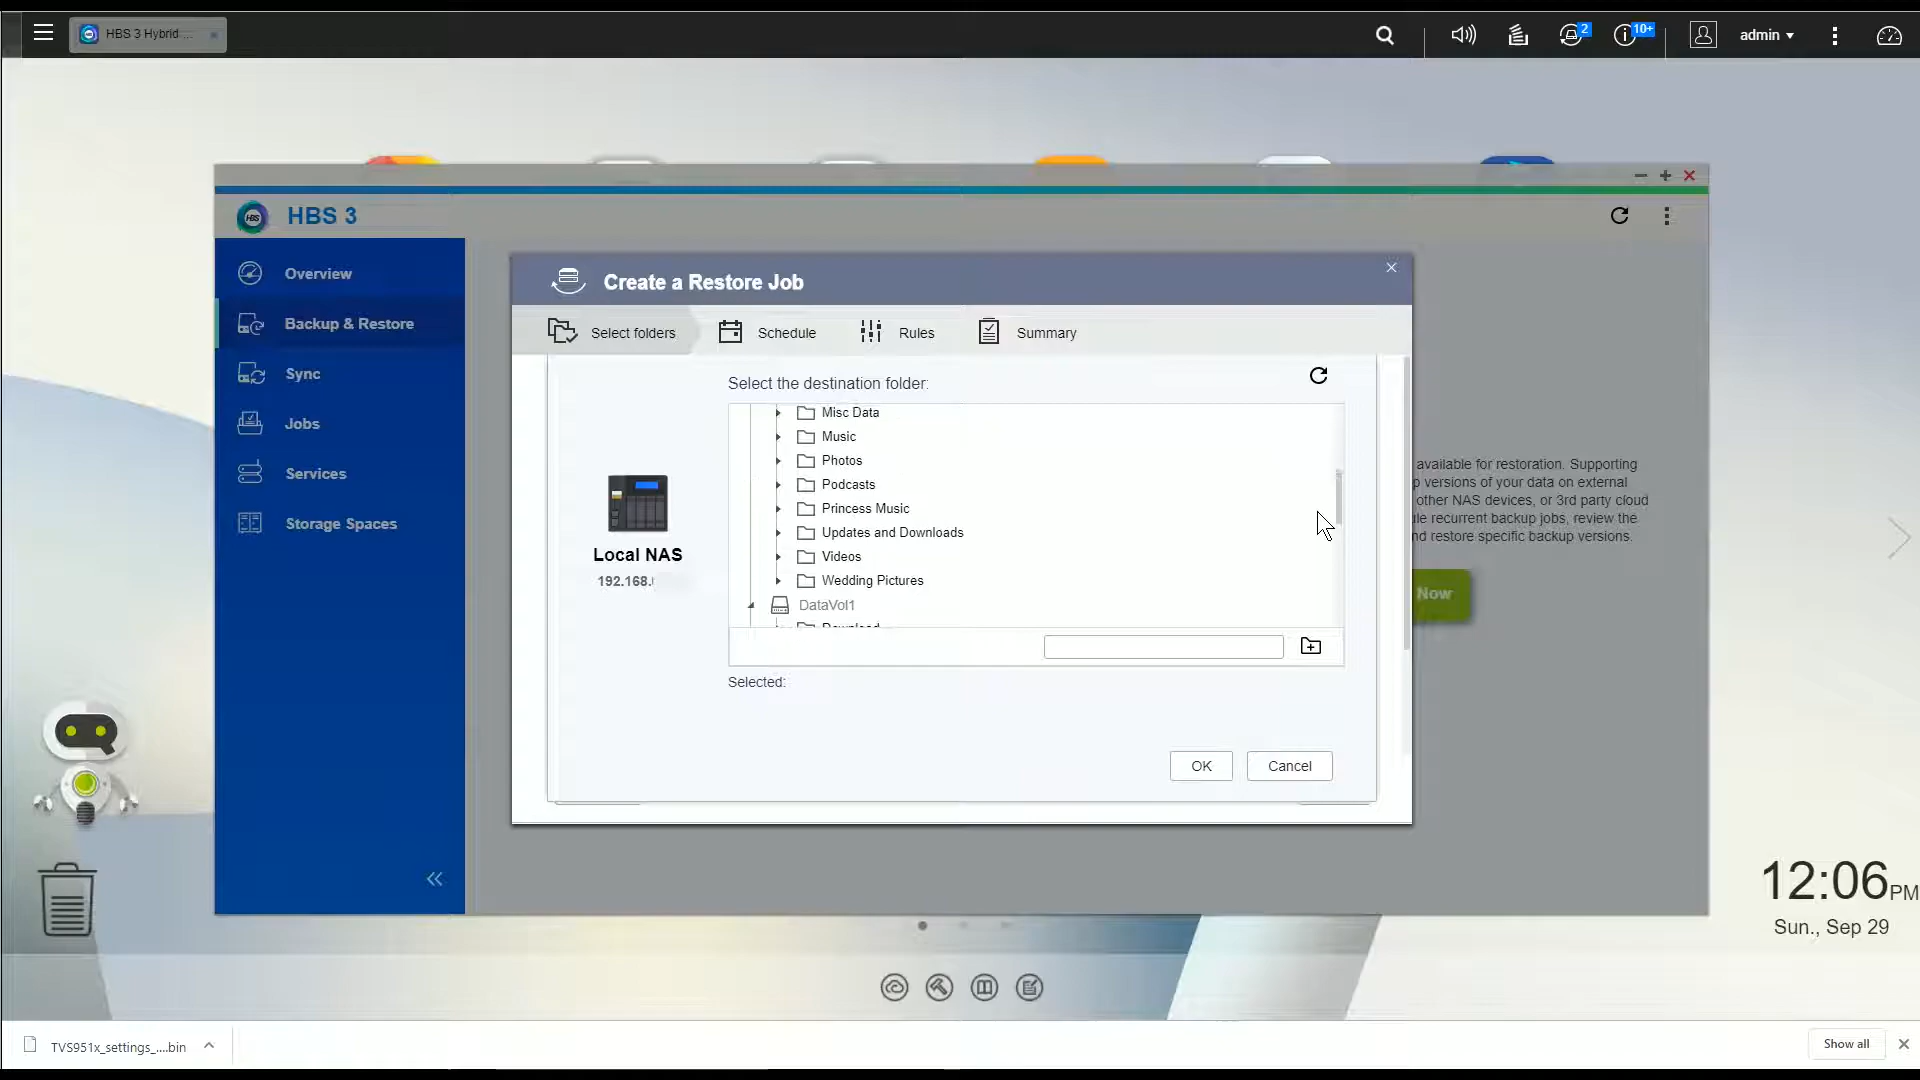 HBS 3 Hybrid ...
2
10+
admin
HBS
HBS 3
Overview
Backup & Restore
Sync
Jobs
Services
Storage Spaces
Create a Restore Job
Select folders
Schedule
Rules
Summary
Select the destination folder:
Misc Data
Music
Photos
Podcasts
Princess Music
Updates and Downloads
Videos
Wedding Pictures
DataVol1
Download
Local NAS
192.168.
Selected:
OK
Cancel
available for restoration. Supporting
versions of your data on external
other NAS devices, or 3rd party cloud
recurrent backup jobs, review the
restore specific backup versions.
Now
12:06PM
Sun., Sep 29
TVS951x_settings_....bin
Show all